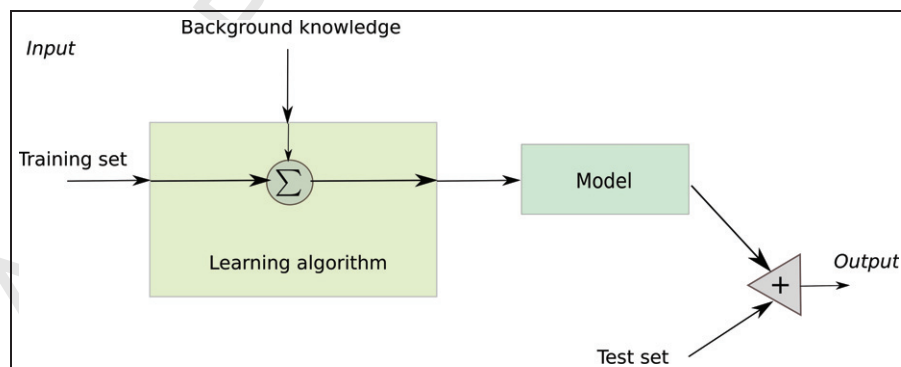 Background knowledge
Input
Training set
Σ
Learning algorithm
Model
Output
+
Test set